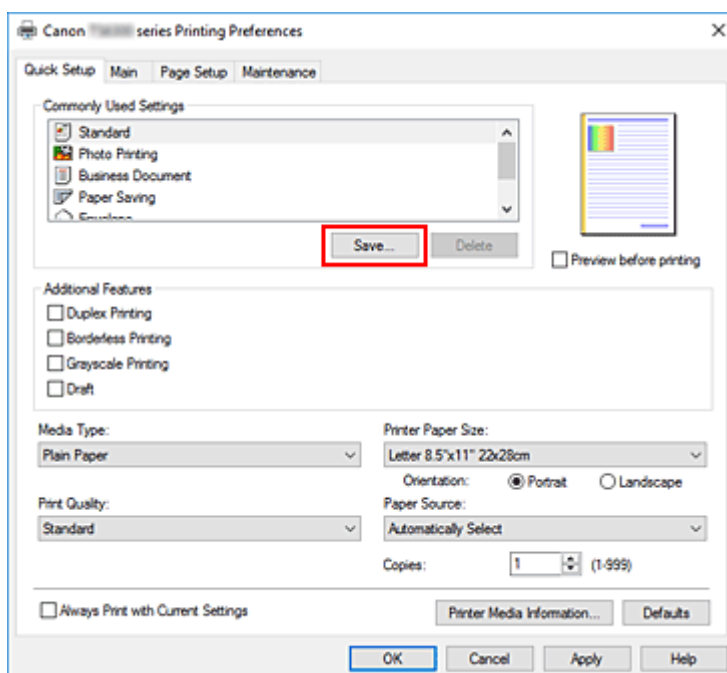 Canon series Printing Preferences
Quick Setup Main Page Setup Maintenance
Commonly Used Settings
Standard
Photo Printing
Business Document
Paper Saving
Envelope
Save... Delete
Preview before printing
Additional Features
Duplex Printing
Borderless Printing
Grayscale Printing
Draft
Media Type:
Plain Paper
Printer Paper Size:
Letter 8.5"x11" 22x28cm
Orientation: Portrait Landscape
Print Quality:
Standard
Paper Source:
Automatically Select
Copies: 1 (1-999)
Always Print with Current Settings
Printer Media Information... Defaults
OK Cancel Apply Help